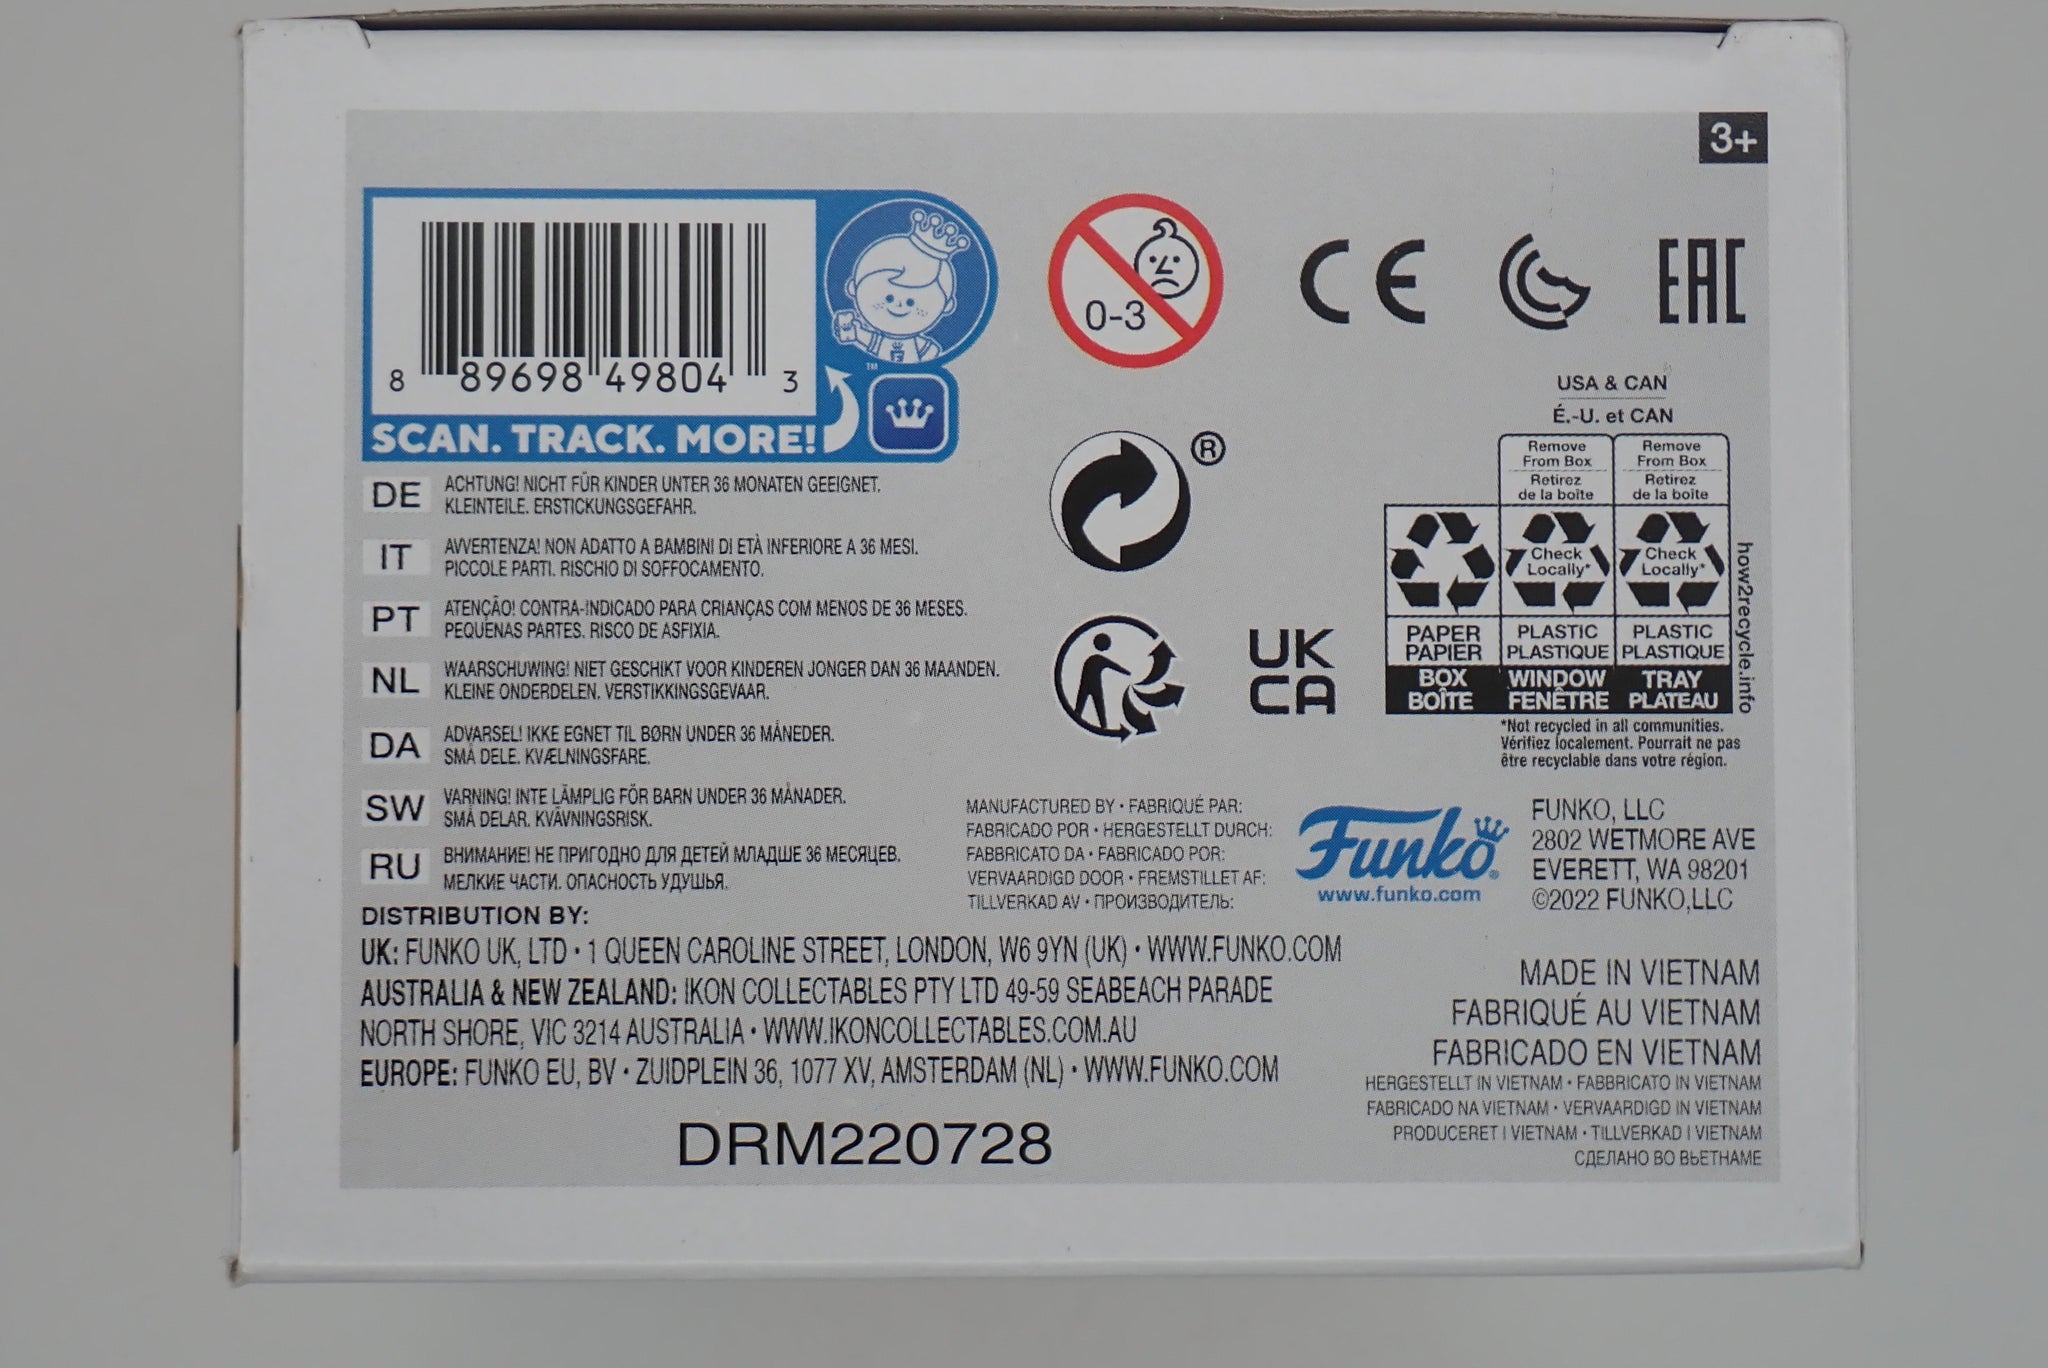 3+
8 89698 49804 3
™
SCAN. TRACK. MORE!
0-3
CE
EAC
DE ACHTUNG! NICHT FÜR KINDER UNTER 36 MONATEN GEEIGNET.
KLEINTEILE. ERSTICKUNGSGEFAHR.
IT AVVERTENZA! NON ADATTO A BAMBINI DI ETÀ INFERIORE A 36 MESI.
PICCOLE PARTI. RISCHIO DI SOFFOCAMENTO.
PT ATENÇÃO! CONTRA-INDICADO PARA CRIANÇAS COM MENOS DE 36 MESES.
PEQUENAS PARTES. RISCO DE ASFIXIA.
NL WAARSCHUWING! NIET GESCHIKT VOOR KINDEREN JONGER DAN 36 MAANDEN.
KLEINE ONDERDELEN. VERSTIKKINGSGEVAAR.
DA ADVARSEL! IKKE EGNET TIL BØRN UNDER 36 MÅNEDER.
SMÅ DELE. KVÆLNINGSFARE.
SW VARNING! INTE LÄMPLIG FÖR BARN UNDER 36 MÅNADER.
SMÅ DELAR. KVÄVNINGSRISK.
RU ВНИМАНИЕ! НЕ ПРИГОДНО ДЛЯ ДЕТЕЙ МЛАДШЕ 36 МЕСЯЦЕВ.
МЕЛКИЕ ЧАСТИ. ОПАСНОСТЬ УДУШЬЯ.
®
UK
CA
USA & CAN
É.-U. et CAN
Remove
From Box
Retirez
de la boîte
Remove
From Box
Retirez
de la boîte
Check
Locally*
Check
Locally*
PAPER
PAPIER
BOX
BOÎTE
PLASTIC
PLASTIQUE
WINDOW
FENÊTRE
PLASTIC
PLASTIQUE
TRAY
PLATEAU
how2recycle.info
*Not recycled in all communities.
Vérifiez localement. Pourrait ne pas
être recyclable dans votre région.
MANUFACTURED BY • FABRIQUÉ PAR:
FABRICADO POR • HERGESTELLT DURCH:
FABBRICATO DA • FABRICADO POR:
VERVAARDIGD DOOR • FREMSTILLET AF:
TILLVERKAD AV • ПРОИЗВОДИТЕЛЬ:
Funko®
www.funko.com
FUNKO, LLC
2802 WETMORE AVE
EVERETT, WA 98201
©2022 FUNKO,LLC
DISTRIBUTION BY:
UK: FUNKO UK, LTD • 1 QUEEN CAROLINE STREET, LONDON, W6 9YN (UK) • WWW.FUNKO.COM
AUSTRALIA & NEW ZEALAND: IKON COLLECTABLES PTY LTD 49-59 SEABEACH PARADE
NORTH SHORE, VIC 3214 AUSTRALIA • WWW.IKONCOLLECTABLES.COM.AU
EUROPE: FUNKO EU, BV • ZUIDPLEIN 36, 1077 XV, AMSTERDAM (NL) • WWW.FUNKO.COM
MADE IN VIETNAM
FABRIQUÉ AU VIETNAM
FABRICADO EN VIETNAM
HERGESTELLT IN VIETNAM • FABBRICATO IN VIETNAM
FABRICADO NA VIETNAM • VERVAARDIGD IN VIETNAM
PRODUCERET I VIETNAM • TILLVERKAD I VIETNAM
СДЕЛАНО ВО ВЬЕТНАМЕ
DRM220728